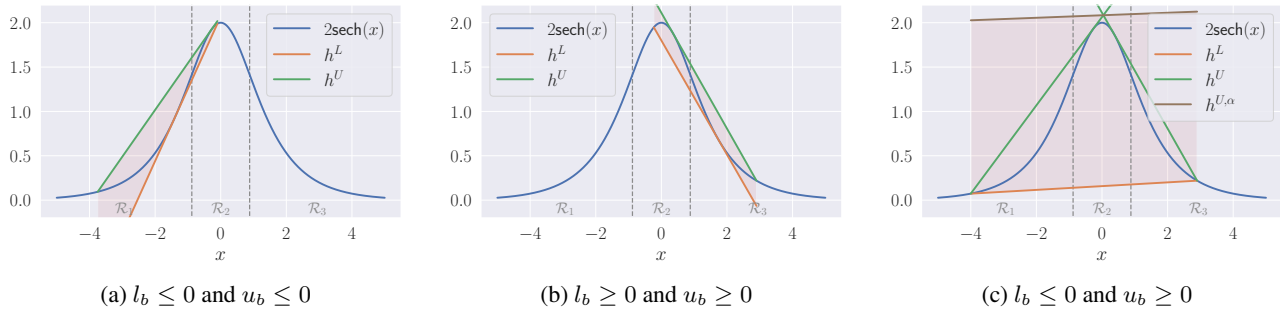 2.0
1.5
1.0
0.5
0.0
2sech(x)
h^L
h^U
R_1
R_2
R_3
−4 −2 0 2 4
x
(a) l_b ≤ 0 and u_b ≤ 0
2.0
1.5
1.0
0.5
0.0
2sech(x)
h^L
h^U
R_1
R_2
R_3
−4 −2 0 2 4
x
(b) l_b ≥ 0 and u_b ≥ 0
2.0
1.5
1.0
0.5
0.0
2sech(x)
h^L
h^U
h^{U,α}
R_1
R_2
R_3
−4 −2 0 2 4
x
(c) l_b ≤ 0 and u_b ≥ 0